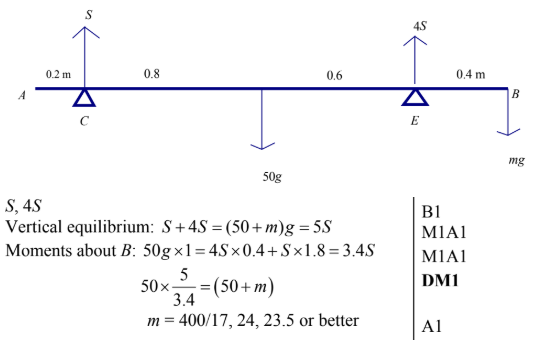 S
4S
0.2 m
0.8
0.6
0.4 m
A
B
C
E
50g
mg
S, 4S
B1
Vertical equilibrium: S + 4S = (50 + m)g = 5S
M1A1
Moments about B: 50g × 1 = 4S × 0.4 + S × 1.8 = 3.4S
M1A1
50 × 5/3.4 = (50 + m)
DM1
m = 400/17, 24, 23.5 or better
A1